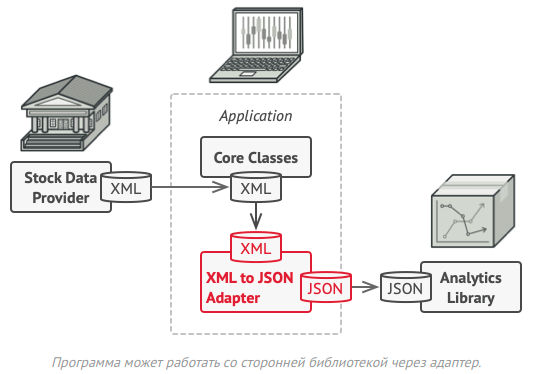 Application
Stock Data
Provider
XML
Core Classes
XML
XML
XML to JSON
Adapter
JSON
JSON
Analytics
Library
Программа может работать со сторонней библиотекой через адаптер.